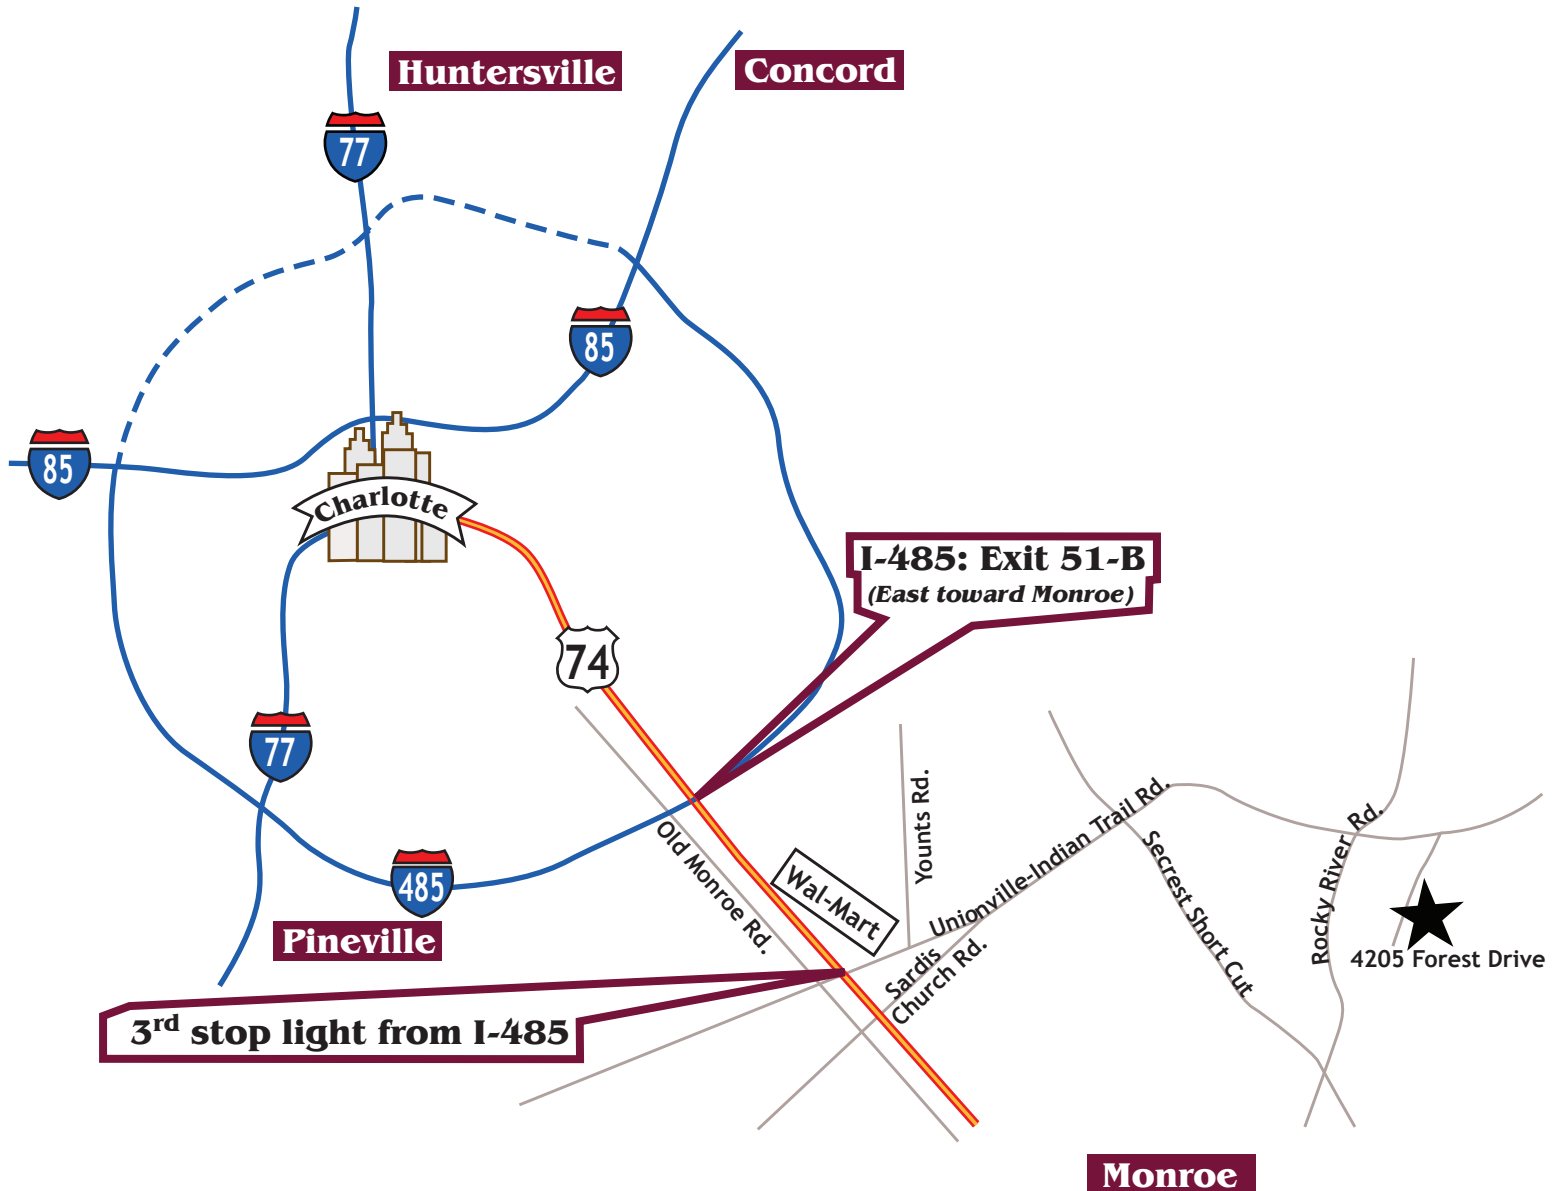 Huntersville
Concord
77
85
85
Charlotte
I-485: Exit 51-B
(East toward Monroe)
74
77
Younts Rd.
Unionville-Indian Trail Rd.
Old Monroe Rd.
Wal-Mart
Secrest Short Cut
Rocky River Rd.
485
Pineville
Sardis
Church Rd.
4205 Forest Drive
3rd stop light from I-485
Monroe